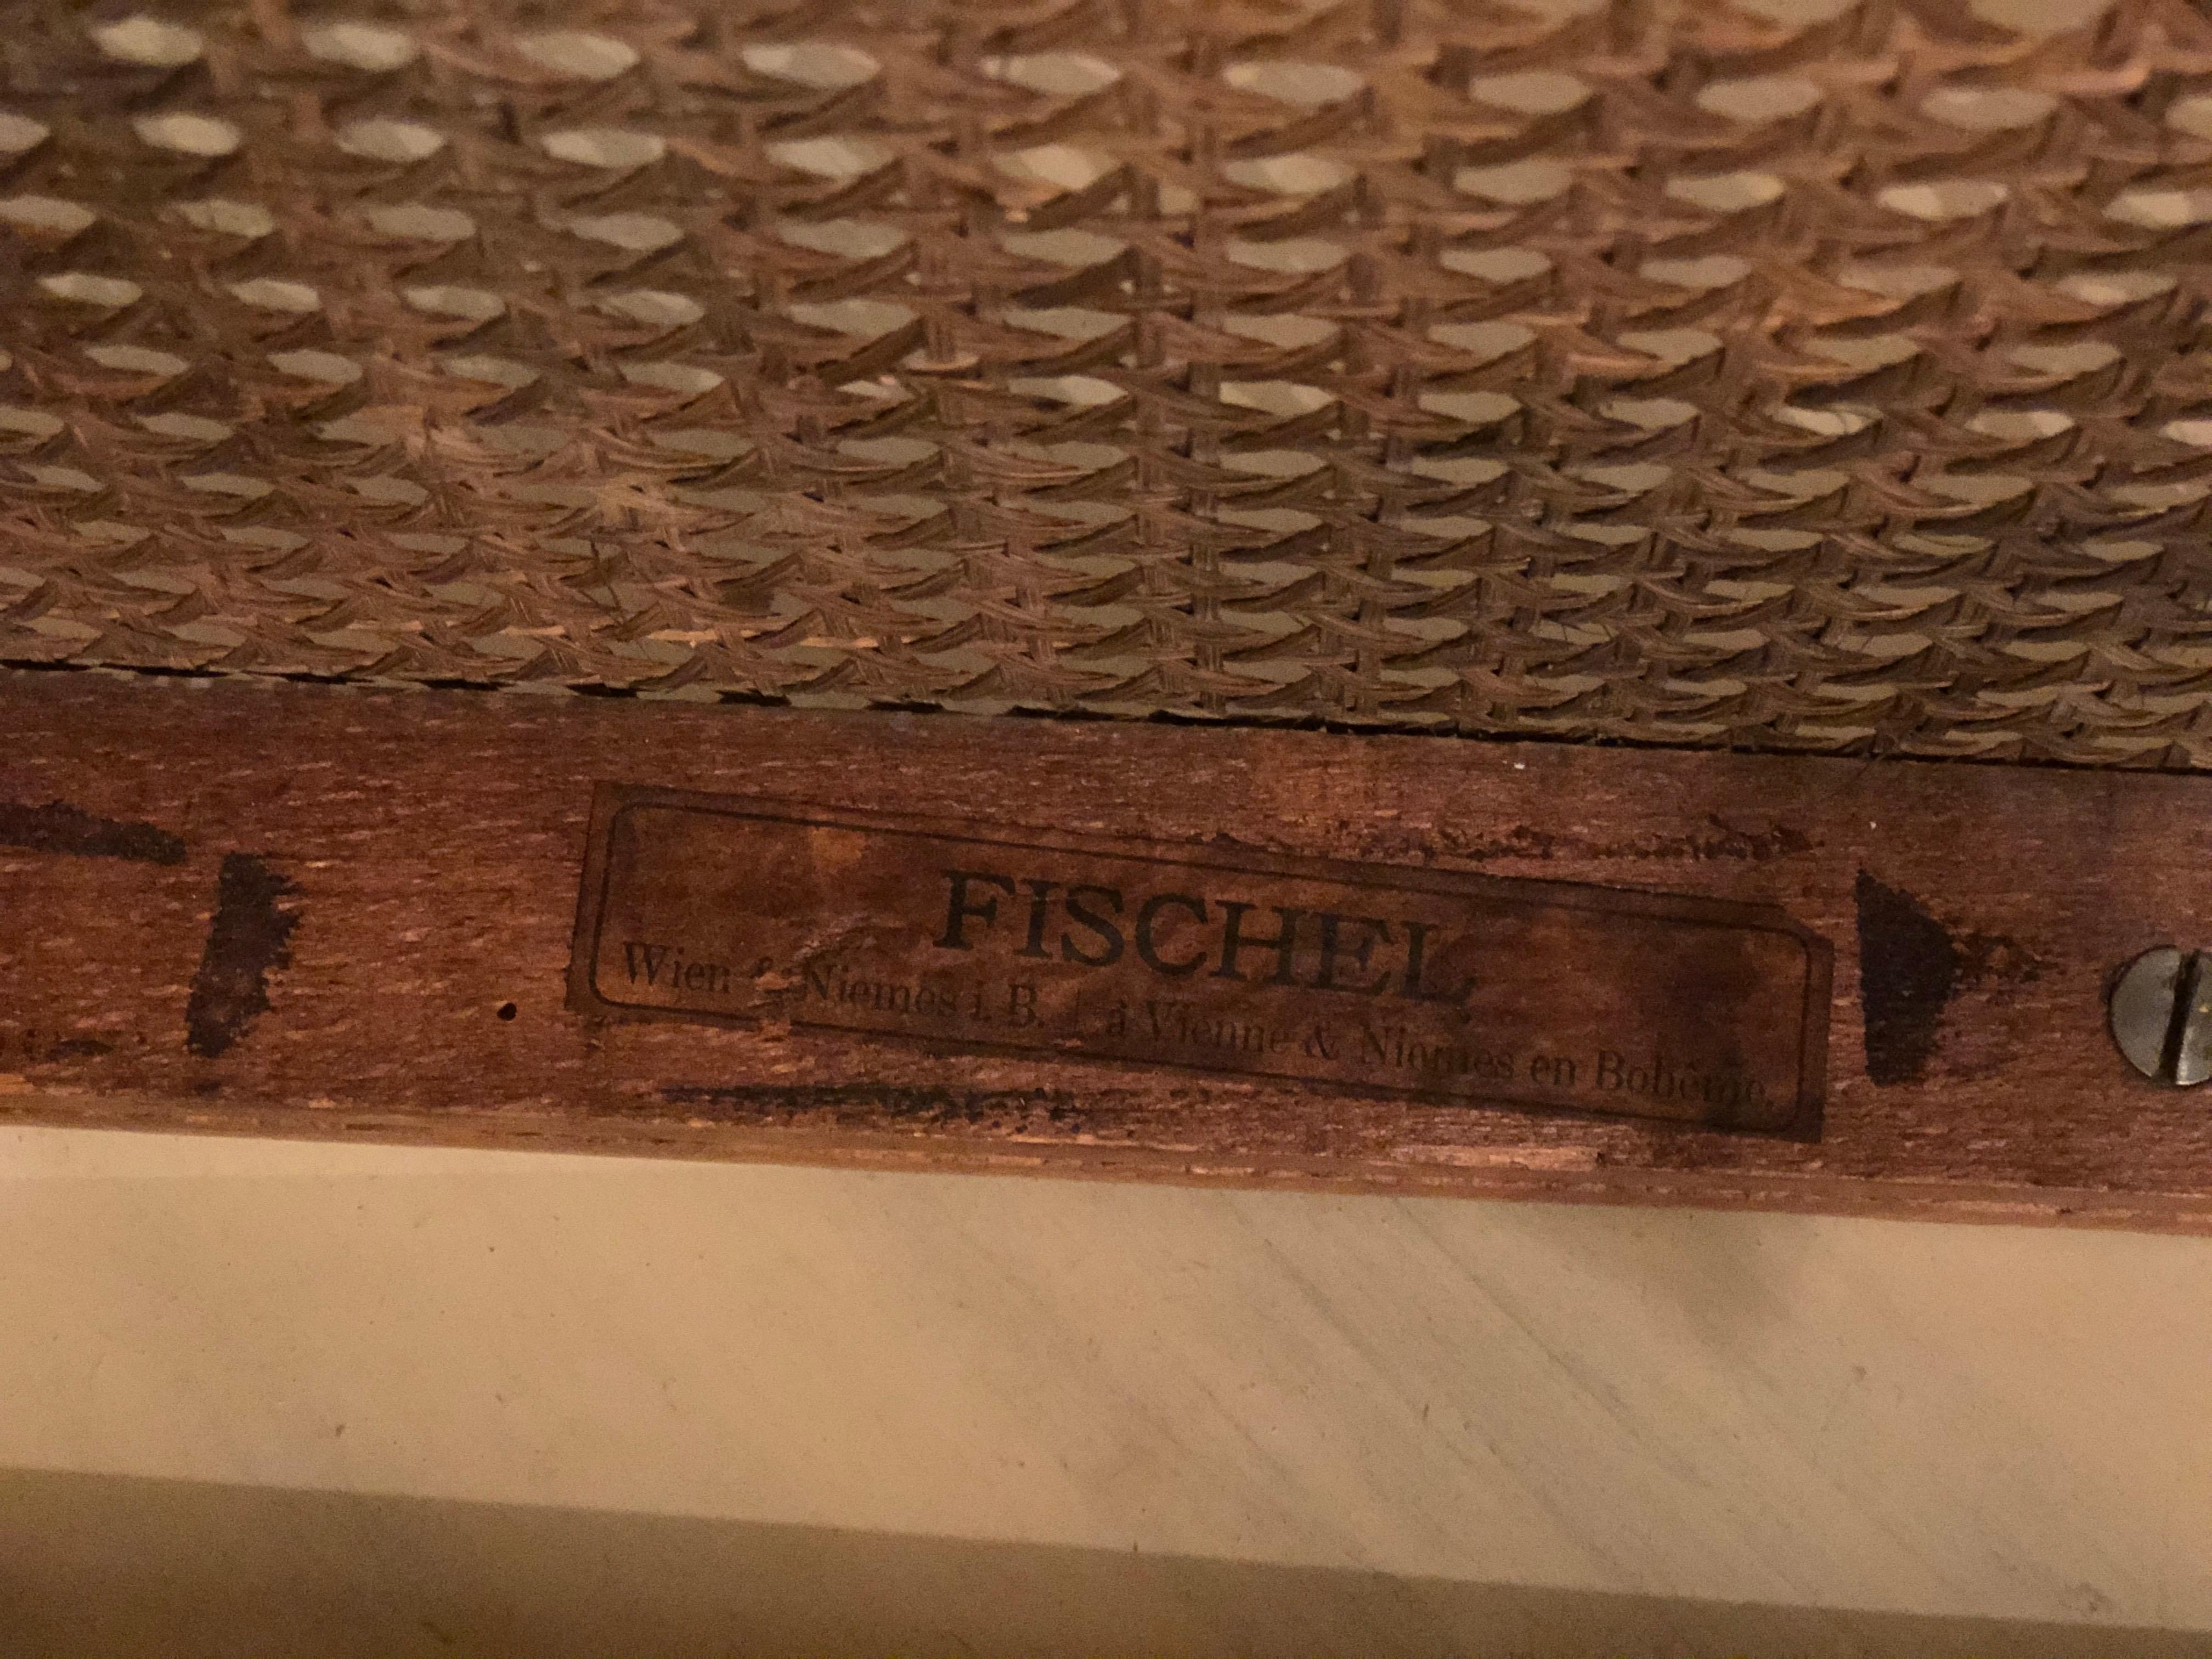 FISCHEL
Wien & Niemes i. B. | à Vienne & Niemes en Bohême.